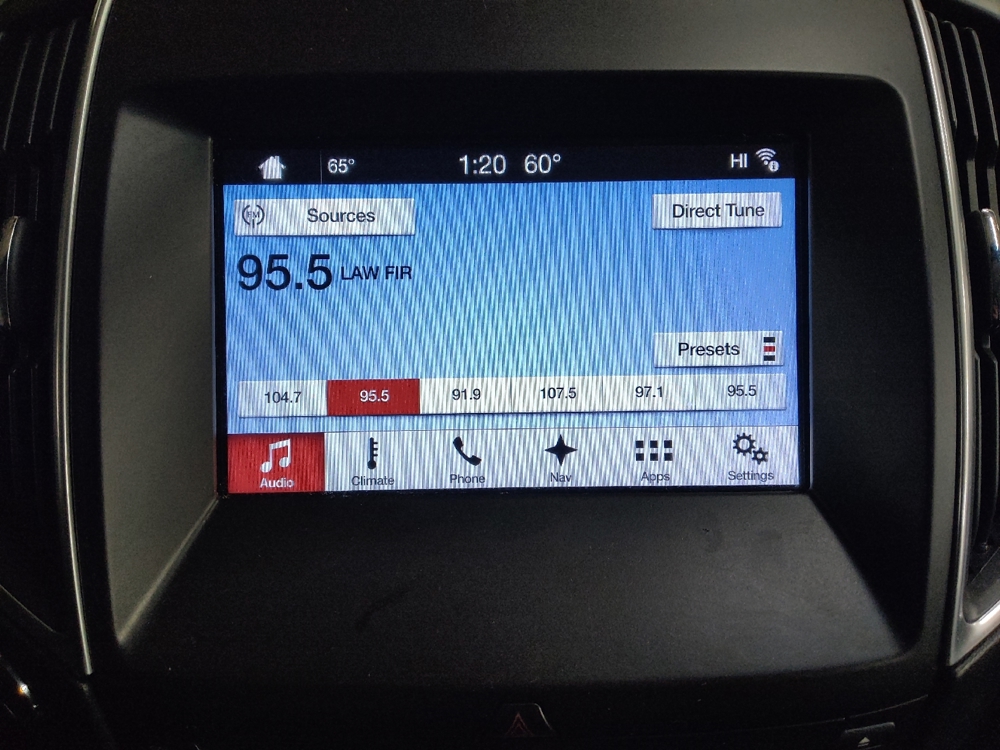 65° 1:20 60° HI
FM Sources Direct Tune
95.5 LAW FIR
Presets
104.7 95.5 91.9 107.5 97.1 95.5
Audio Climate Phone Nav Apps Settings